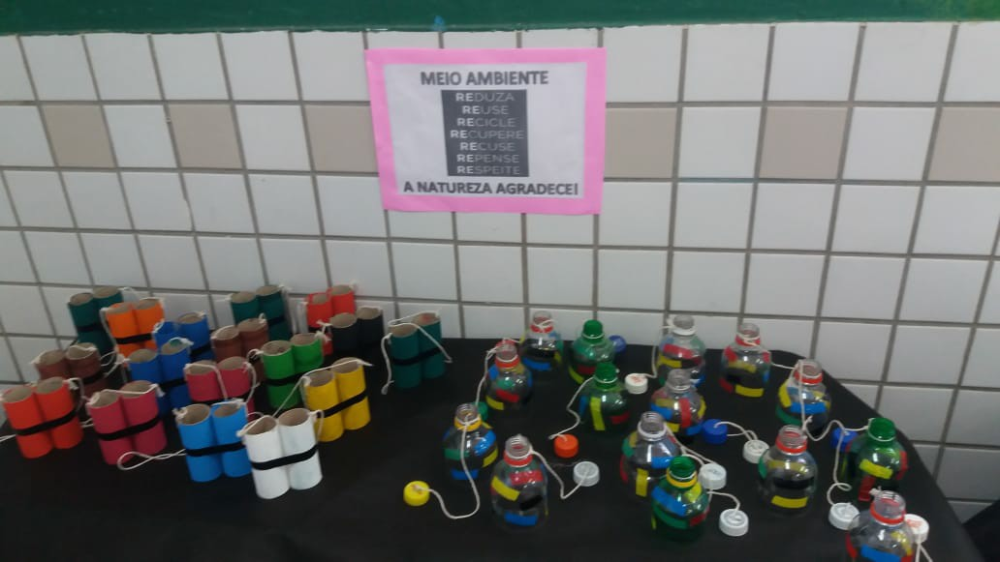 MEIO AMBIENTE
REDUZA
REUSE
RECICLE
RECUPERE
RECUSE
REPENSE
RESPEITE
A NATUREZA AGRADECE!